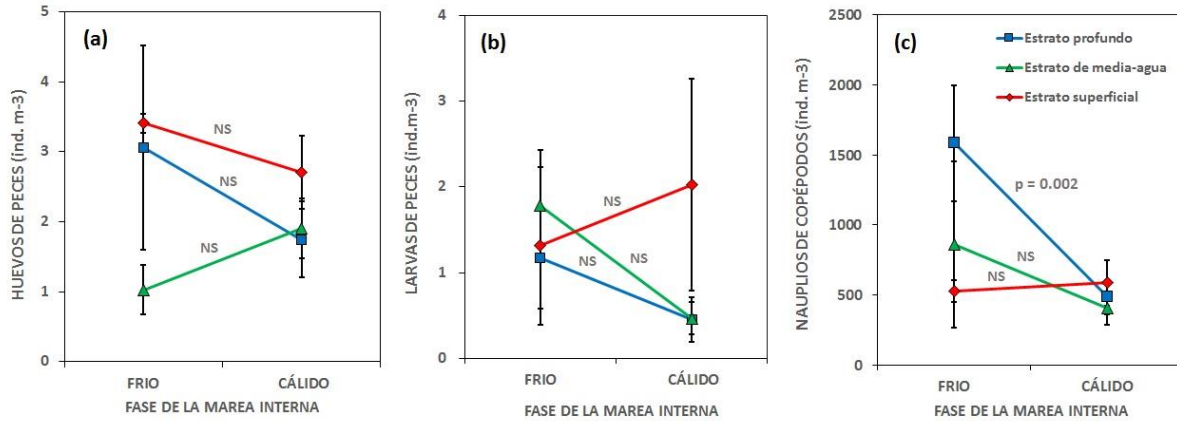 (a)
HUEVOS DE PECES (ind. m-3)
5
4
3
2
1
0
NS
NS
NS
FRIO CÁLIDO
FASE DE LA MAREA INTERNA
(b)
LARVAS DE PECES (ind.m-3)
4
3
2
1
0
NS
NS
NS
FRIO CÁLIDO
FASE DE LA MAREA INTERNA
(c)
NAUPLIOS DE COPÉPODOS (ind. m-3)
2500
2000
1500
1000
500
0
Estrato profundo
Estrato de media-agua
Estrato superficial
p = 0.002
NS
NS
FRIO CÁLIDO
FASE DE LA MAREA INTERNA